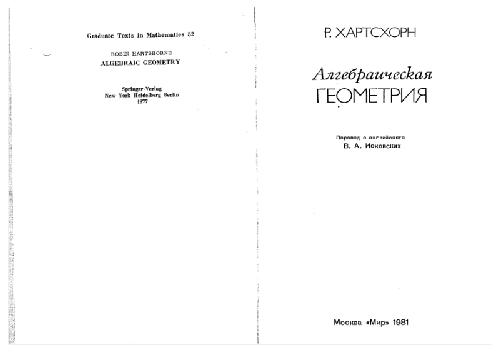 Graduate Texts in Mathematics 52
ROBIN HARTSHORNE
ALGEBRAIC GEOMETRY
Springer-Verlag
New York Heidelberg Berlin
1977
Р. ХАРТСХОРН
Алгебраическая
ГЕОМЕТРИЯ
Перевод с английского
В. А. Исковских
Москва «Мир» 1981